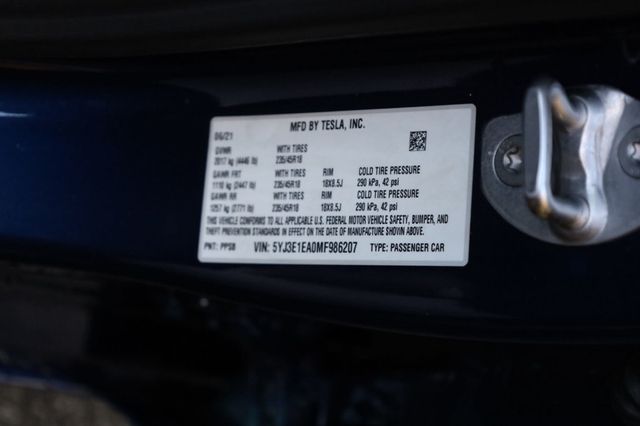 MFD BY TESLA, INC.
06/21
GVWR WITH TIRES
2017 kg (4446 lb) 235/45R18
GAWR FRT WITH TIRES RIM COLD TIRE PRESSURE
1110 kg (2447 lb) 235/45R18 18X8.5J 290 kPa, 42 psi
GAWR RR WITH TIRES RIM COLD TIRE PRESSURE
1257 kg (2771 lb) 235/45R18 18X8.5J 290 kPa, 42 psi
THIS VEHICLE CONFORMS TO ALL APPLICABLE U.S. FEDERAL MOTOR VEHICLE SAFETY, BUMPER, AND
THEFT PREVENTION STANDARDS IN EFFECT ON THE DATE OF MANUFACTURE SHOWN ABOVE.
PNT: PPSB VIN: 5YJ3E1EA0MF986207 TYPE: PASSENGER CAR